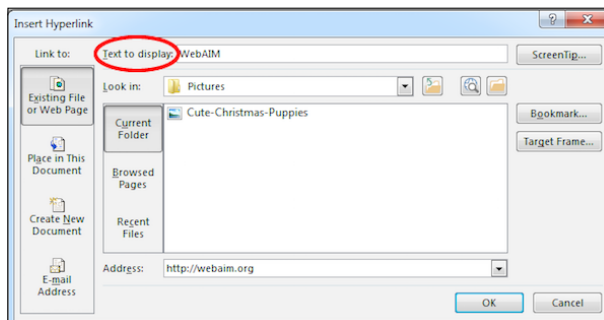 Insert Hyperlink
Link to:
Text to display: WebAIM
ScreenTip...
Existing File
or Web Page
Look in:
Pictures
Current
Folder
Cute-Christmas-Puppies
Bookmark...
Target Frame...
Place in This
Document
Browsed
Pages
Create New
Document
Recent
Files
E-mail
Address
Address:
http://webaim.org
OK
Cancel